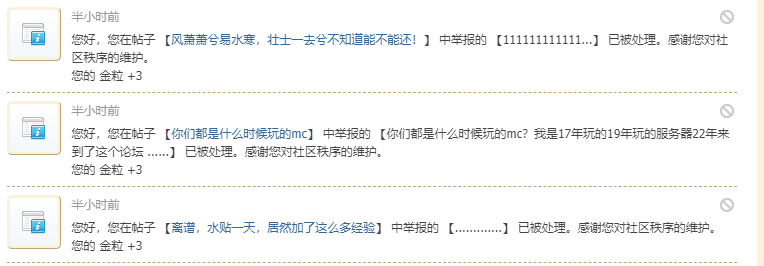 半小时前
您好，您在帖子 【风萧萧兮易水寒，壮士一去兮不知道能不能还！】 中举报的 【111111111111...】 已被处理。感谢您对社
区秩序的维护。
您的 金粒 +3
半小时前
您好，您在帖子 【你们都是什么时候玩的mc】 中举报的 【你们都是什么时候玩的mc？我是17年玩的19年玩的服务器22年来
到了这个论坛 ......】 已被处理。感谢您对社区秩序的维护。
您的 金粒 +3
半小时前
您好，您在帖子 【离谱，水贴一天，居然加了这么多经验】 中举报的 【.............】 已被处理。感谢您对社区秩序的维护。
您的 金粒 +3